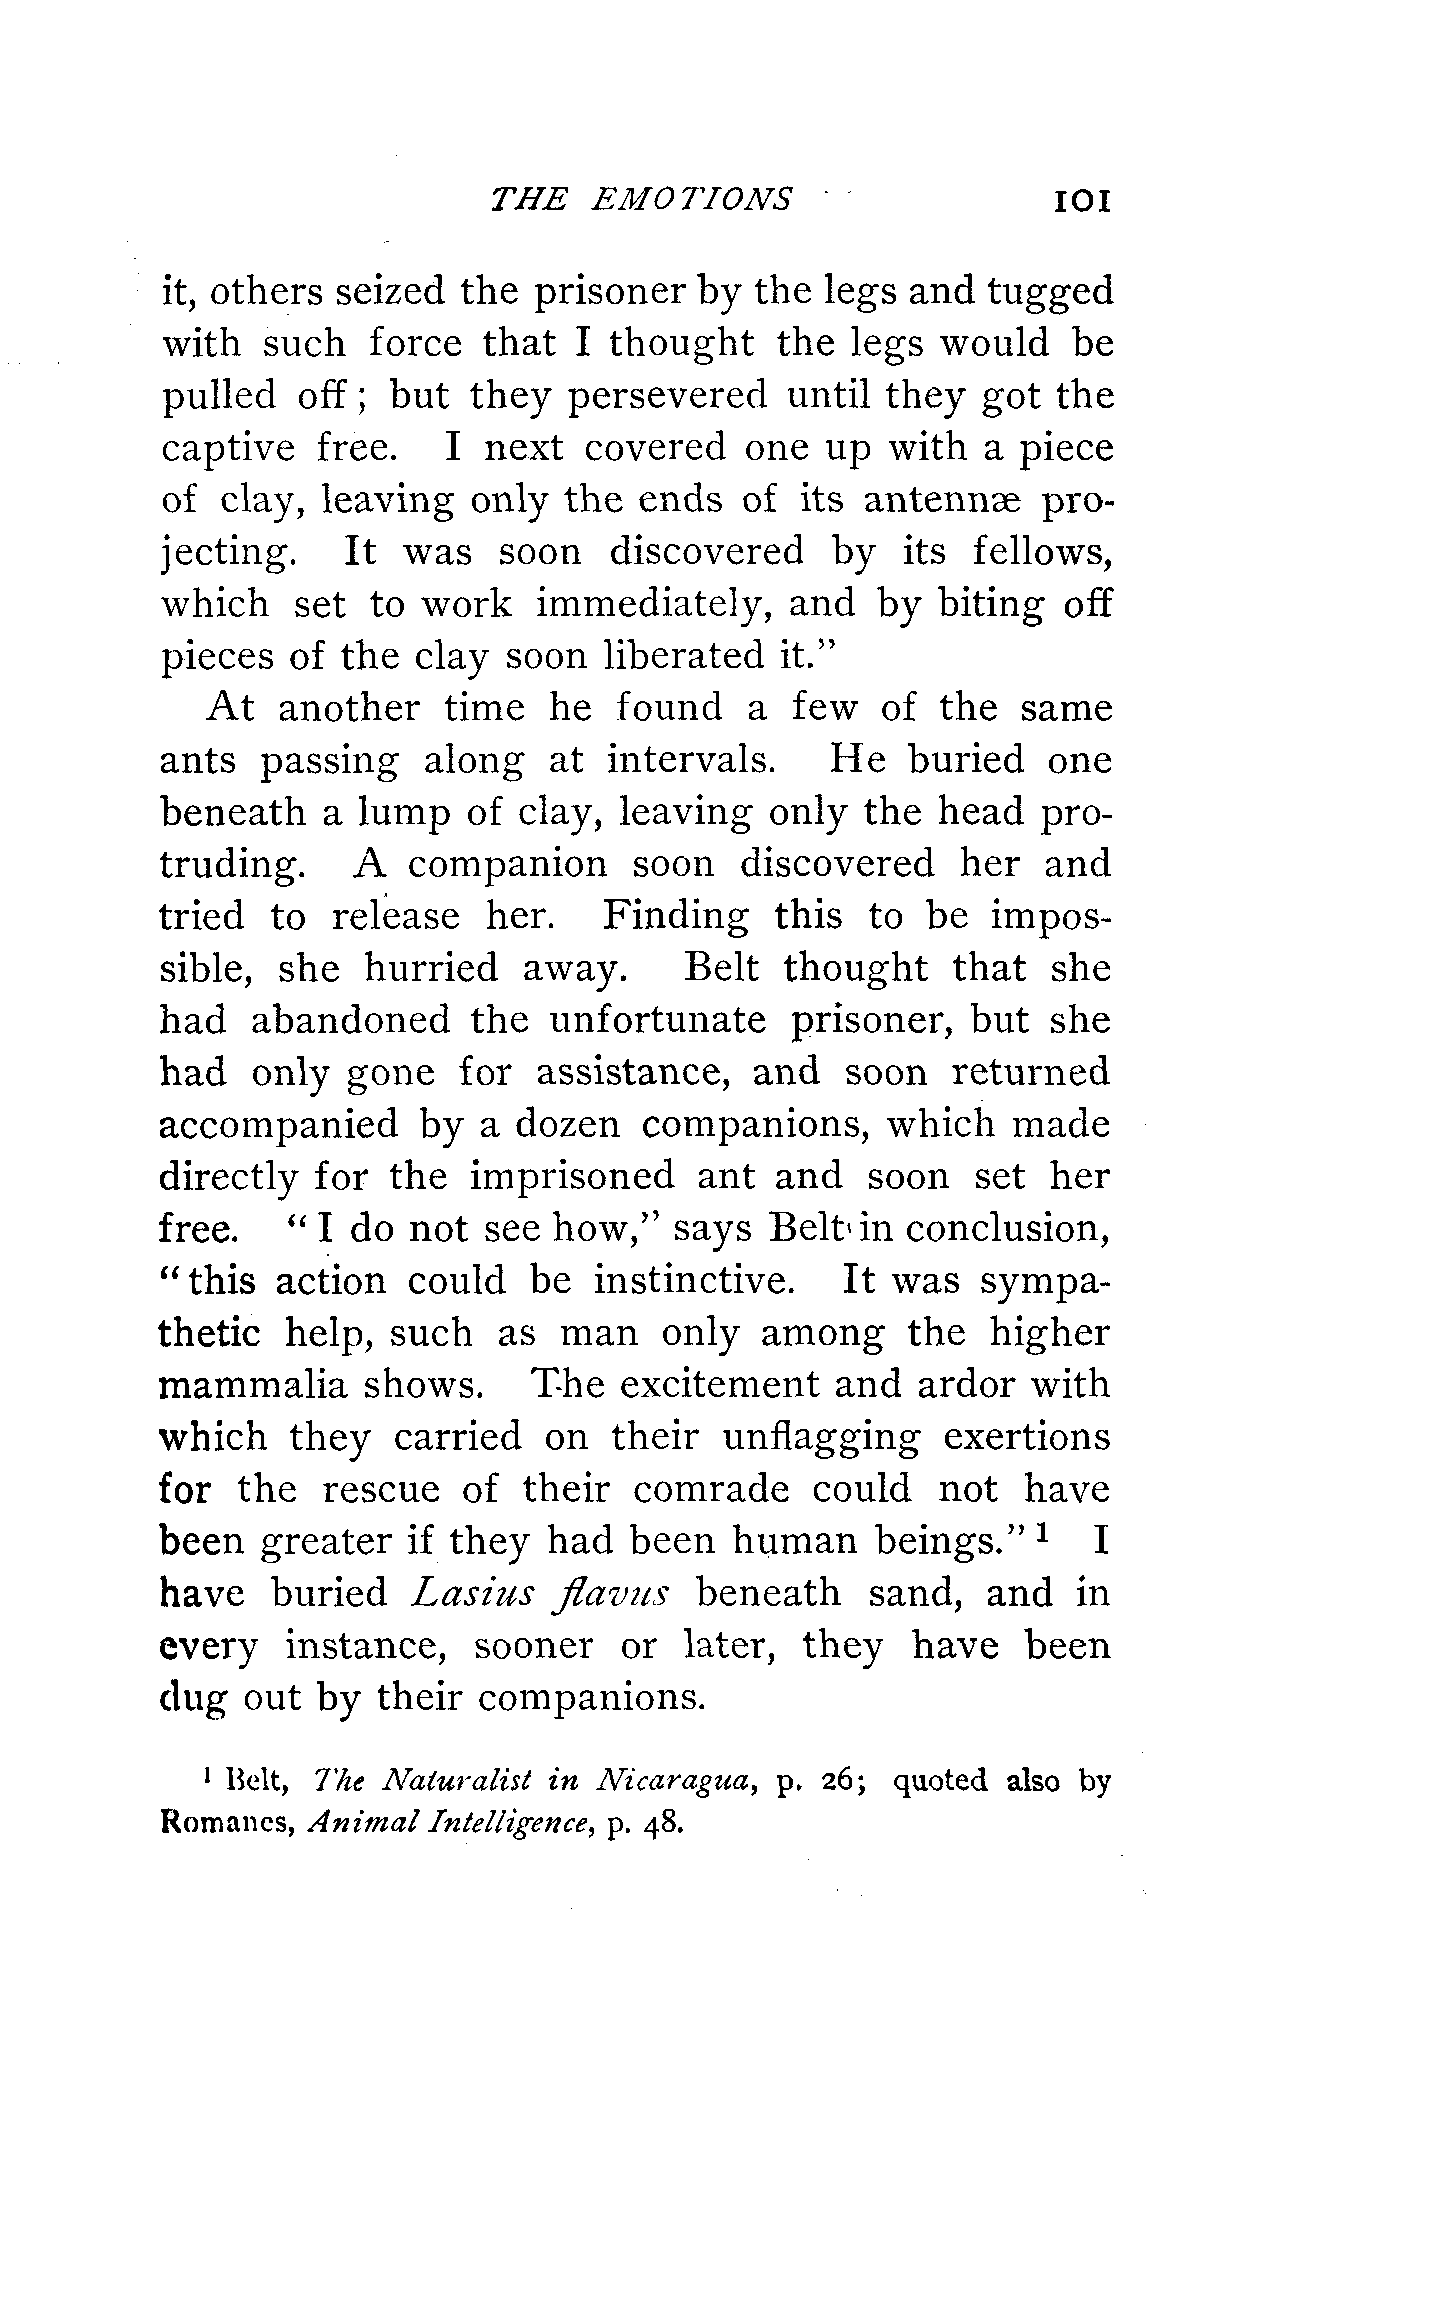 THE EMOTIONS 101
it, others seized the prisoner by the legs and tugged
with such force that I thought the legs would be
pulled off; but they persevered until they got the
captive free. I next covered one up with a piece
of clay, leaving only the ends of its antennæ pro-
jecting. It was soon discovered by its fellows,
which set to work immediately, and by biting off
pieces of the clay soon liberated it.”
At another time he found a few of the same
ants passing along at intervals. He buried one
beneath a lump of clay, leaving only the head pro-
truding. A companion soon discovered her and
tried to release her. Finding this to be impos-
sible, she hurried away. Belt thought that she
had abandoned the unfortunate prisoner, but she
had only gone for assistance, and soon returned
accompanied by a dozen companions, which made
directly for the imprisoned ant and soon set her
free. “I do not see how,” says Belt in conclusion,
“this action could be instinctive. It was sympa-
thetic help, such as man only among the higher
mammalia shows. The excitement and ardor with
which they carried on their unflagging exertions
for the rescue of their comrade could not have
been greater if they had been human beings.” ¹ I
have buried Lasius flavus beneath sand, and in
every instance, sooner or later, they have been
dug out by their companions.
¹ Belt, The Naturalist in Nicaragua, p. 26; quoted also by
Romanes, Animal Intelligence, p. 48.